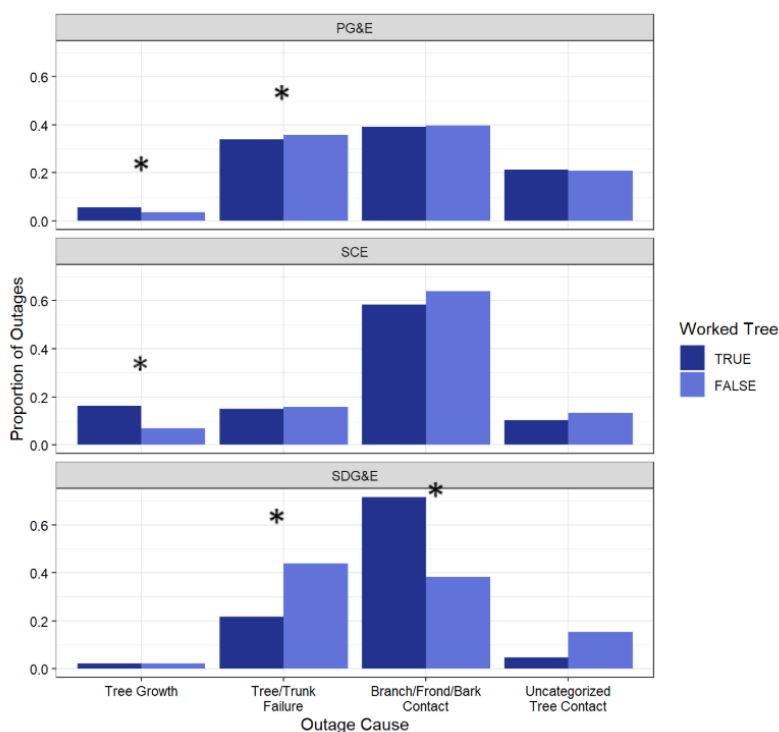 PG&E
0.6
0.4
0.2
0.0
*
*
SCE
0.6
0.4
0.2
0.0
*
SDG&E
0.6
0.4
0.2
0.0
*
*
Proportion of Outages
Tree Growth
Tree/Trunk
Failure
Branch/Frond/Bark
Contact
Uncategorized
Tree Contact
Outage Cause
Worked Tree
TRUE
FALSE